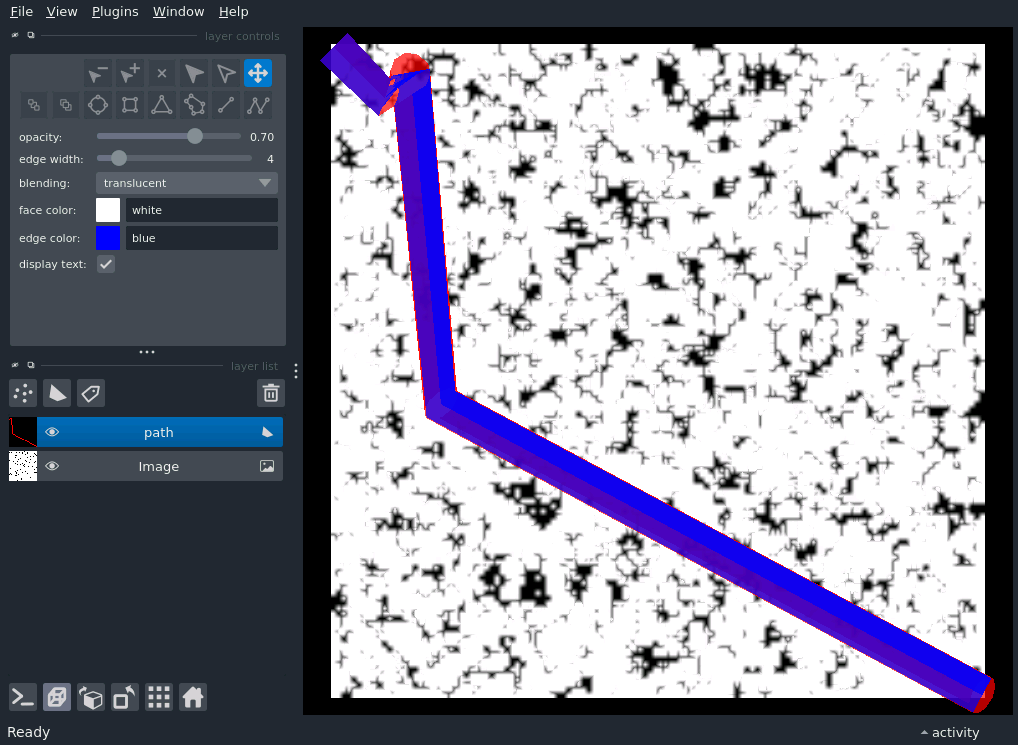 File View Plugins Window Help
layer controls
opacity: 0.70
edge width: 4
blending: translucent
face color: white
edge color: blue
display text:
layer list
path
Image
Ready
activity